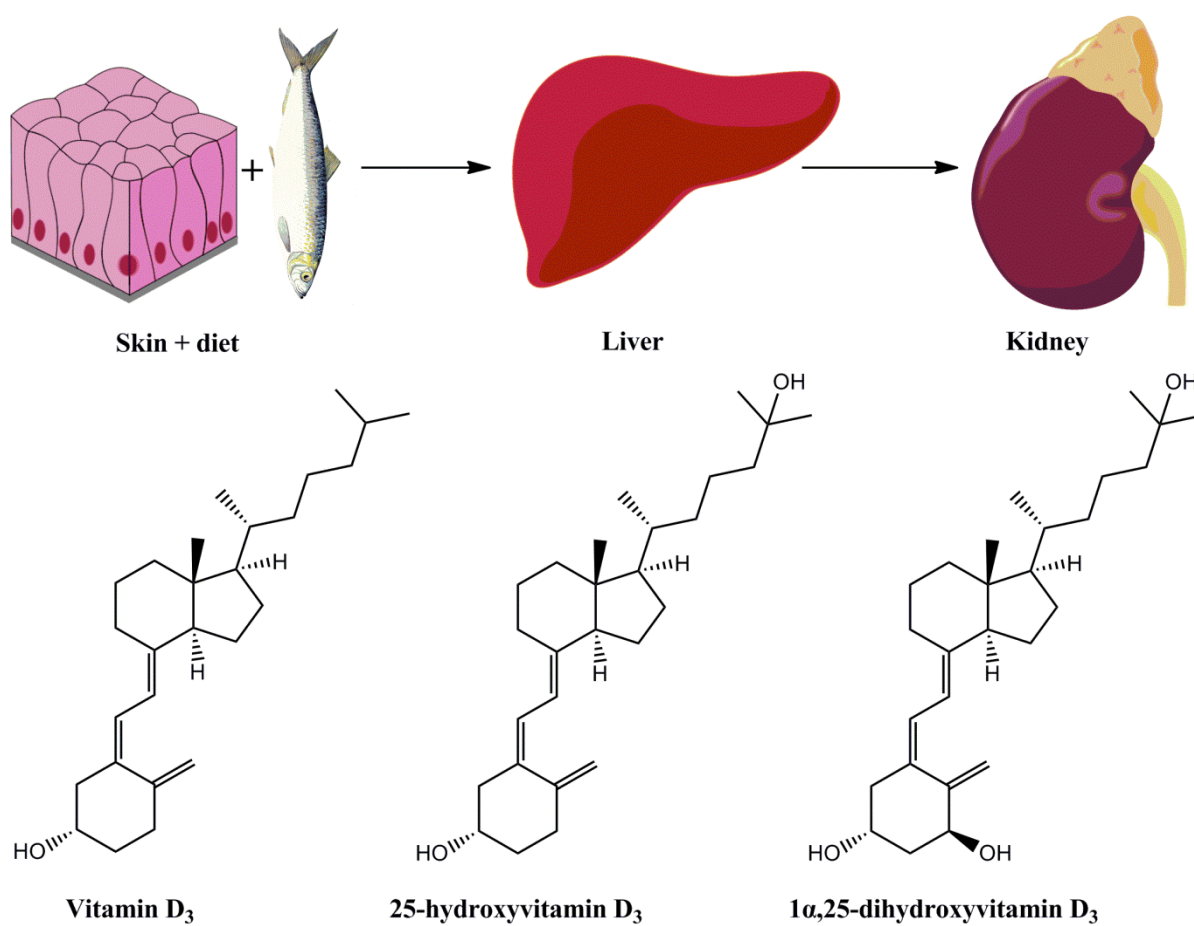 +
Skin + diet
Liver
Kidney
OH
OH
H
H
H
H
H
H
HO
HO
HO
OH
Vitamin D₃
25-hydroxyvitamin D₃
1α,25-dihydroxyvitamin D₃